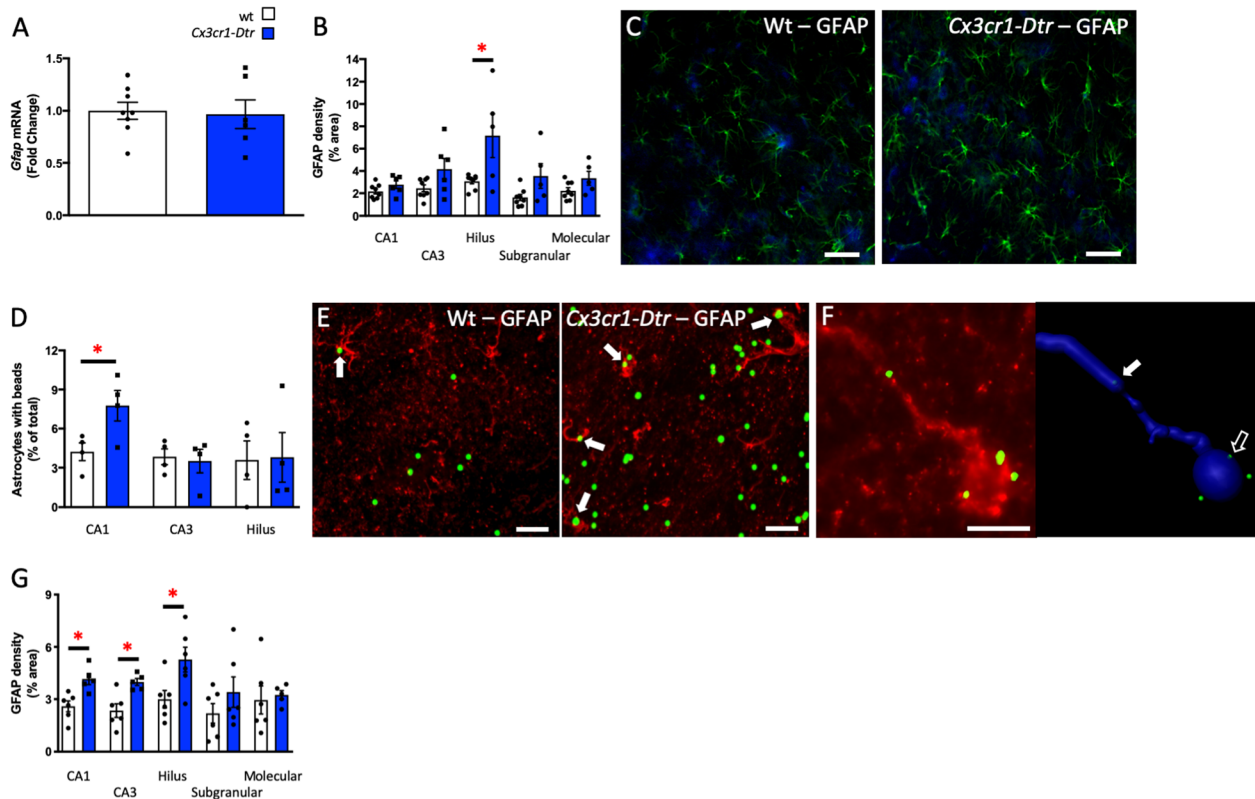 A
wt
Cx3cr1-Dtr
Gfap mRNA
(Fold Change)
1.5
1.0
0.5
0.0
B
GFAP density
(% area)
14
12
10
8
6
4
2
0
*
CA1
CA3
Hilus
Subgranular
Molecular
C
Wt – GFAP
Cx3cr1-Dtr – GFAP
D
Astrocytes with beads
(% of total)
12
9
6
3
0
*
CA1
CA3
Hilus
E
Wt – GFAP
Cx3cr1-Dtr – GFAP
F
G
GFAP density
(% area)
9
6
3
0
*
*
*
CA1
CA3
Hilus
Subgranular
Molecular